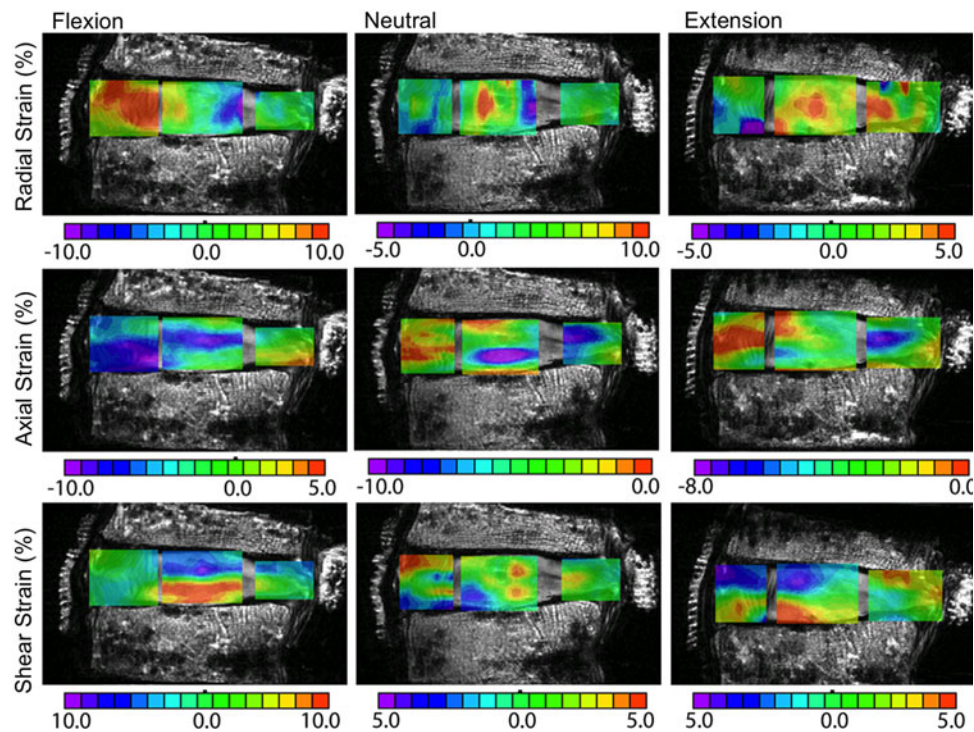 Flexion Neutral Extension
Radial Strain (%)
-10.0 0.0 10.0 -5.0 0.0 10.0 -5.0 0.0 5.0
Axial Strain (%)
-10.0 0.0 5.0 -10.0 0.0 -8.0 0.0
Shear Strain (%)
10.0 0.0 10.0 5.0 0.0 5.0 5.0 0.0 5.0